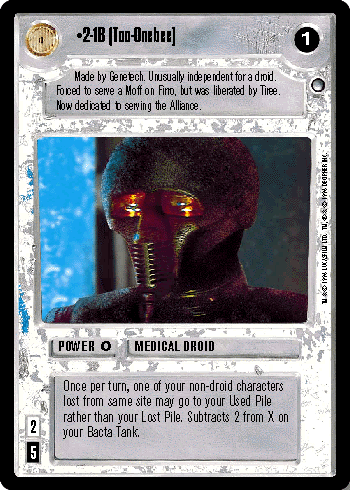 •2-1B (Too-Onebee)
1
Made by Genetech. Unusually independent for a droid.
Forced to serve a Moff on Firro, but was liberated by Tiree.
Now dedicated to serving the Alliance.
POWER 0 MEDICAL DROID
Once per turn, one of your non-droid characters
lost from same site may go to your Used Pile
rather than your Lost Pile. Subtracts 2 from X on
your Bacta Tank.
2
5